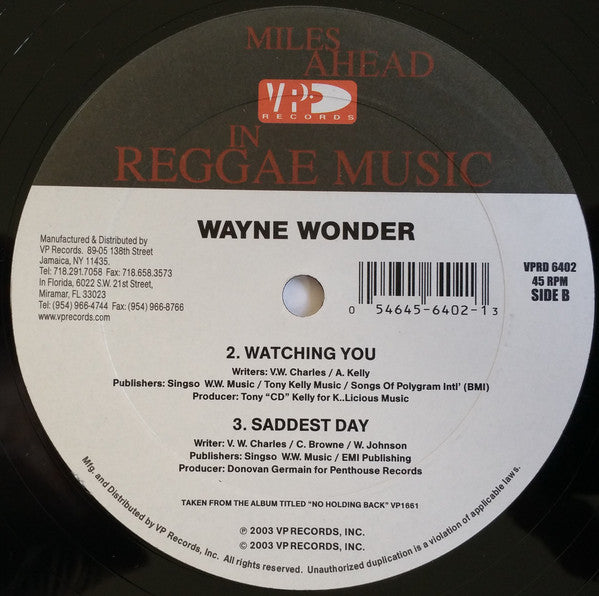 MILES
AHEAD
VP
RECORDS
IN
REGGAE MUSIC
WAYNE WONDER
Manufactured & Distributed by
VP Records. 89-05 138th Street
Jamaica, NY 11435.
Tel: 718.291.7058 Fax: 718.658.3573
In Florida, 6022 S.W. 21st Street,
Miramar, FL 33023
Tel: (954) 966-4744 Fax: (954) 966-8766
www.vprecords.com
0 54645-6402-1 3
VPRD 6402
45 RPM
SIDE B
2. WATCHING YOU
Writers: V.W. Charles / A. Kelly
Publishers: Singso W.W. Music / Tony Kelly Music / Songs Of Polygram Intl' (BMI)
Producer: Tony "CD" Kelly for K..Licious Music
3. SADDEST DAY
Writer: V. W. Charles / C. Browne / W. Johnson
Publishers: Singso W.W. Music / EMI Publishing
Producer: Donovan Germain for Penthouse Records
TAKEN FROM THE ALBUM TITLED "NO HOLDING BACK" VP1661
℗ 2003 VP RECORDS, INC.
© 2003 VP RECORDS, INC.
Mfg. and Distributed by VP Records, Inc. All rights reserved. Unauthorized duplication is a violation of applicable laws.